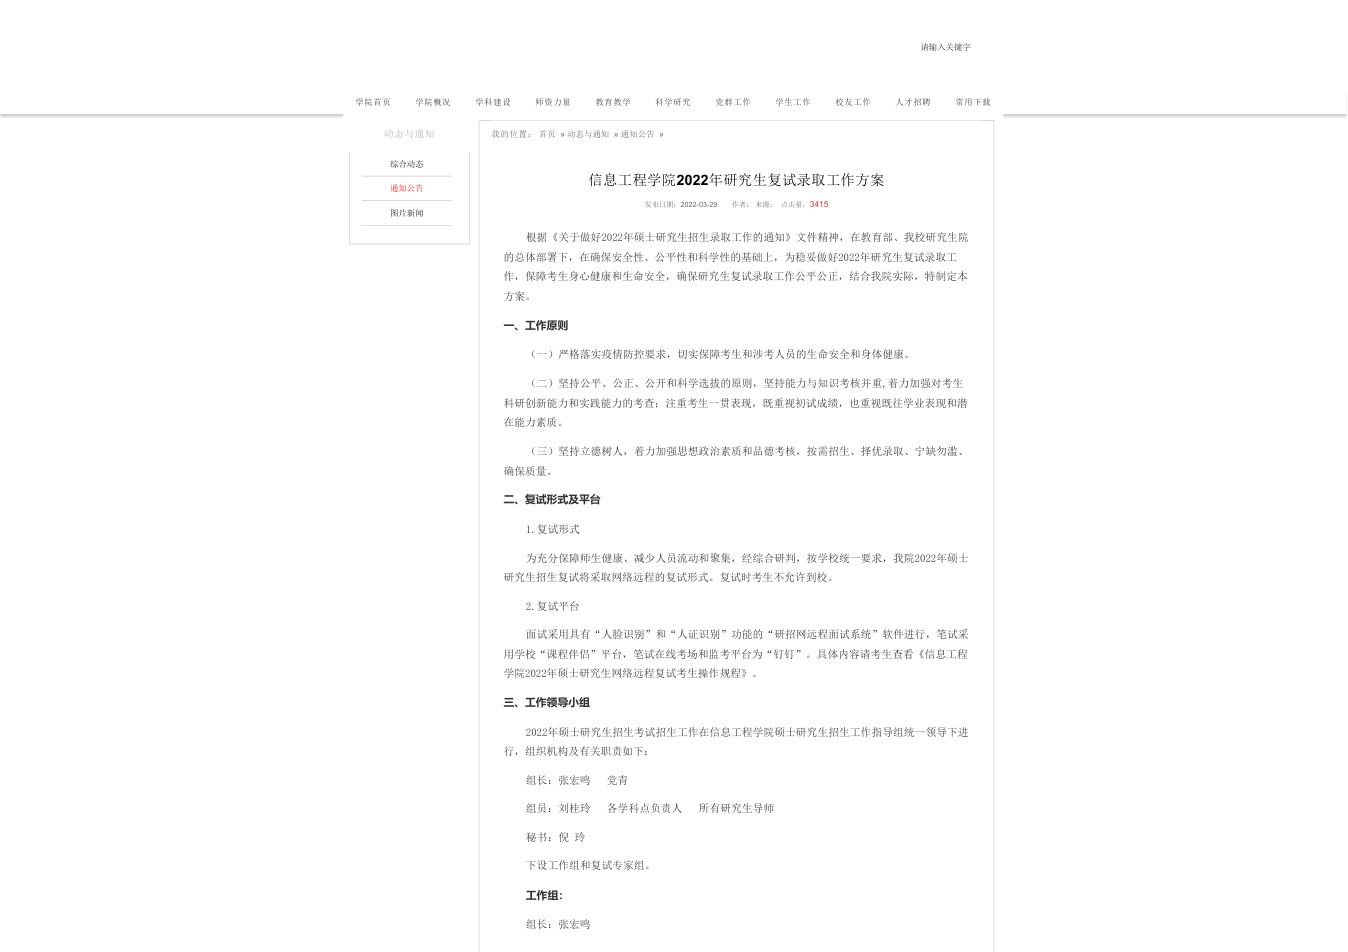 请输入关键字
学院首页 学院概况 学科建设 师资力量 教育教学 科学研究 党群工作 学生工作 校友工作 人才招聘 常用下载
动态与通知
综合动态
通知公告
图片新闻
我的位置： 首页 » 动态与通知 » 通知公告 »
信息工程学院2022年研究生复试录取工作方案
发布日期：2022-03-29 作者： 来源： 点击量：3415
根据《关于做好2022年硕士研究生招生录取工作的通知》文件精神，在教育部、我校研究生院
的总体部署下，在确保安全性、公平性和科学性的基础上，为稳妥做好2022年研究生复试录取工
作，保障考生身心健康和生命安全，确保研究生复试录取工作公平公正，结合我院实际，特制定本
方案。
一、工作原则
（一）严格落实疫情防控要求，切实保障考生和涉考人员的生命安全和身体健康。
（二）坚持公平、公正、公开和科学选拔的原则，坚持能力与知识考核并重,着力加强对考生
科研创新能力和实践能力的考查；注重考生一贯表现，既重视初试成绩，也重视既往学业表现和潜
在能力素质。
（三）坚持立德树人，着力加强思想政治素质和品德考核，按需招生、择优录取、宁缺勿滥、
确保质量。
二、复试形式及平台
1.复试形式
为充分保障师生健康、减少人员流动和聚集，经综合研判，按学校统一要求，我院2022年硕士
研究生招生复试将采取网络远程的复试形式。复试时考生不允许到校。
2.复试平台
面试采用具有“人脸识别”和“人证识别”功能的“研招网远程面试系统”软件进行，笔试采
用学校“课程伴侣”平台，笔试在线考场和监考平台为“钉钉”。具体内容请考生查看《信息工程
学院2022年硕士研究生网络远程复试考生操作规程》。
三、工作领导小组
2022年硕士研究生招生考试招生工作在信息工程学院硕士研究生招生工作指导组统一领导下进
行，组织机构及有关职责如下：
组长：张宏鸣 党青
组员：刘桂玲 各学科点负责人 所有研究生导师
秘书：倪 玲
下设工作组和复试专家组。
工作组：
组长：张宏鸣